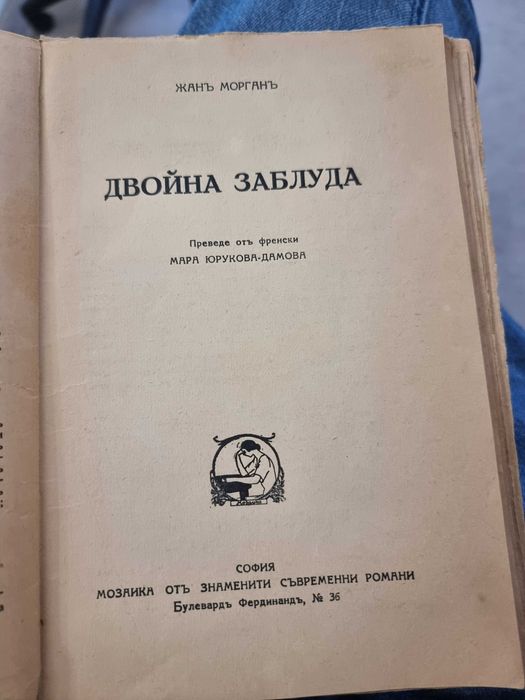 ЖАНЪ МОРГАНЪ
ДВОЙНА ЗАБЛУДА
Преведе отъ френски
МАРА ЮРУКОВА-ДАМОВА
СОФИЯ
МОЗАИКА ОТЪ ЗНАМЕНИТИ СЪВРЕМЕННИ РОМАНИ
Булевардъ Фердинандъ, № 36